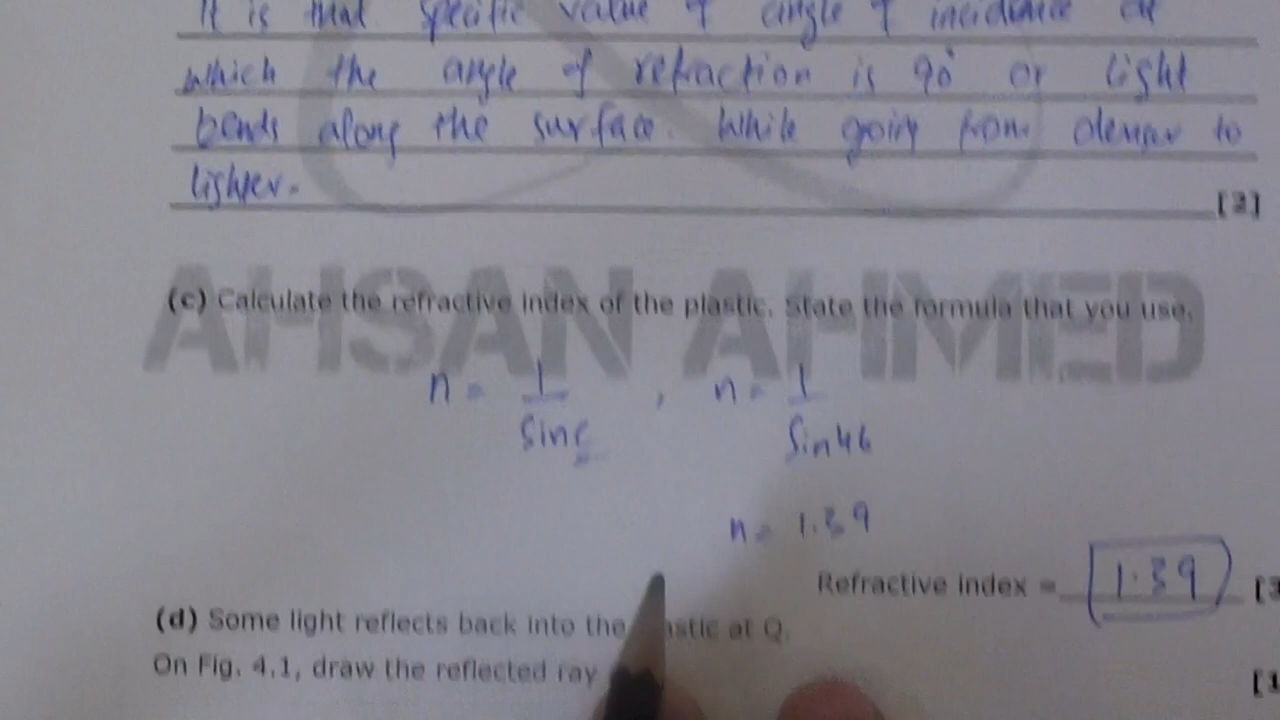 It is that specific value of angle of incidence at
which the angle of refraction is 90° or light
bends along the surface. While going from denser to
lighter.
[2]
AHSAN AHMED
(c) Calculate the refractive index of the plastic. State the formula that you use.
n = 1 / sin c , n = 1 / sin 46
n = 1.39
Refractive index = 1.39
(d) Some light reflects back into the plastic at Q.
On Fig. 4.1, draw the reflected ray